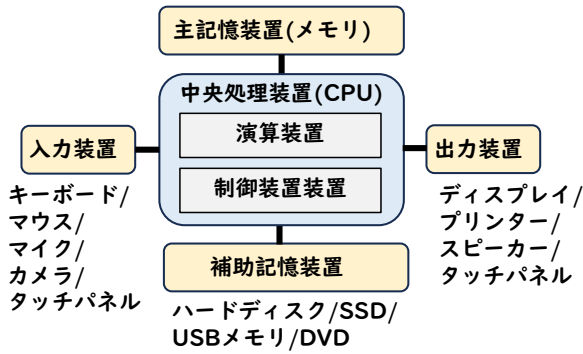 主記憶装置(メモリ)
中央処理装置(CPU)
演算装置
制御装置装置
入力装置
キーボード/
マウス/
マイク/
カメラ/
タッチパネル
出力装置
ディスプレイ/
プリンター/
スピーカー/
タッチパネル
補助記憶装置
ハードディスク/SSD/
USBメモリ/DVD